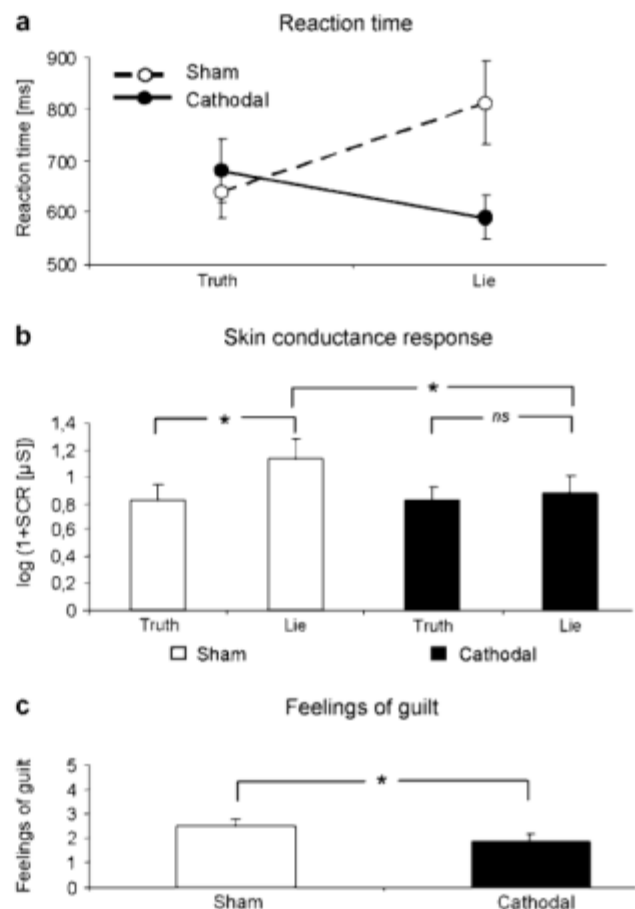 a
Reaction time
Reaction time [ms]
900
800
700
600
500
Sham
Cathodal
Truth Lie
b
Skin conductance response
log (1+SCR [µS])
1,4
1,2
1
0,8
0,6
0,4
0,2
0
*
*
ns
Truth Lie Truth Lie
Sham Cathodal
c
Feelings of guilt
Feelings of guilt
5
4
3
2
1
0
*
Sham Cathodal